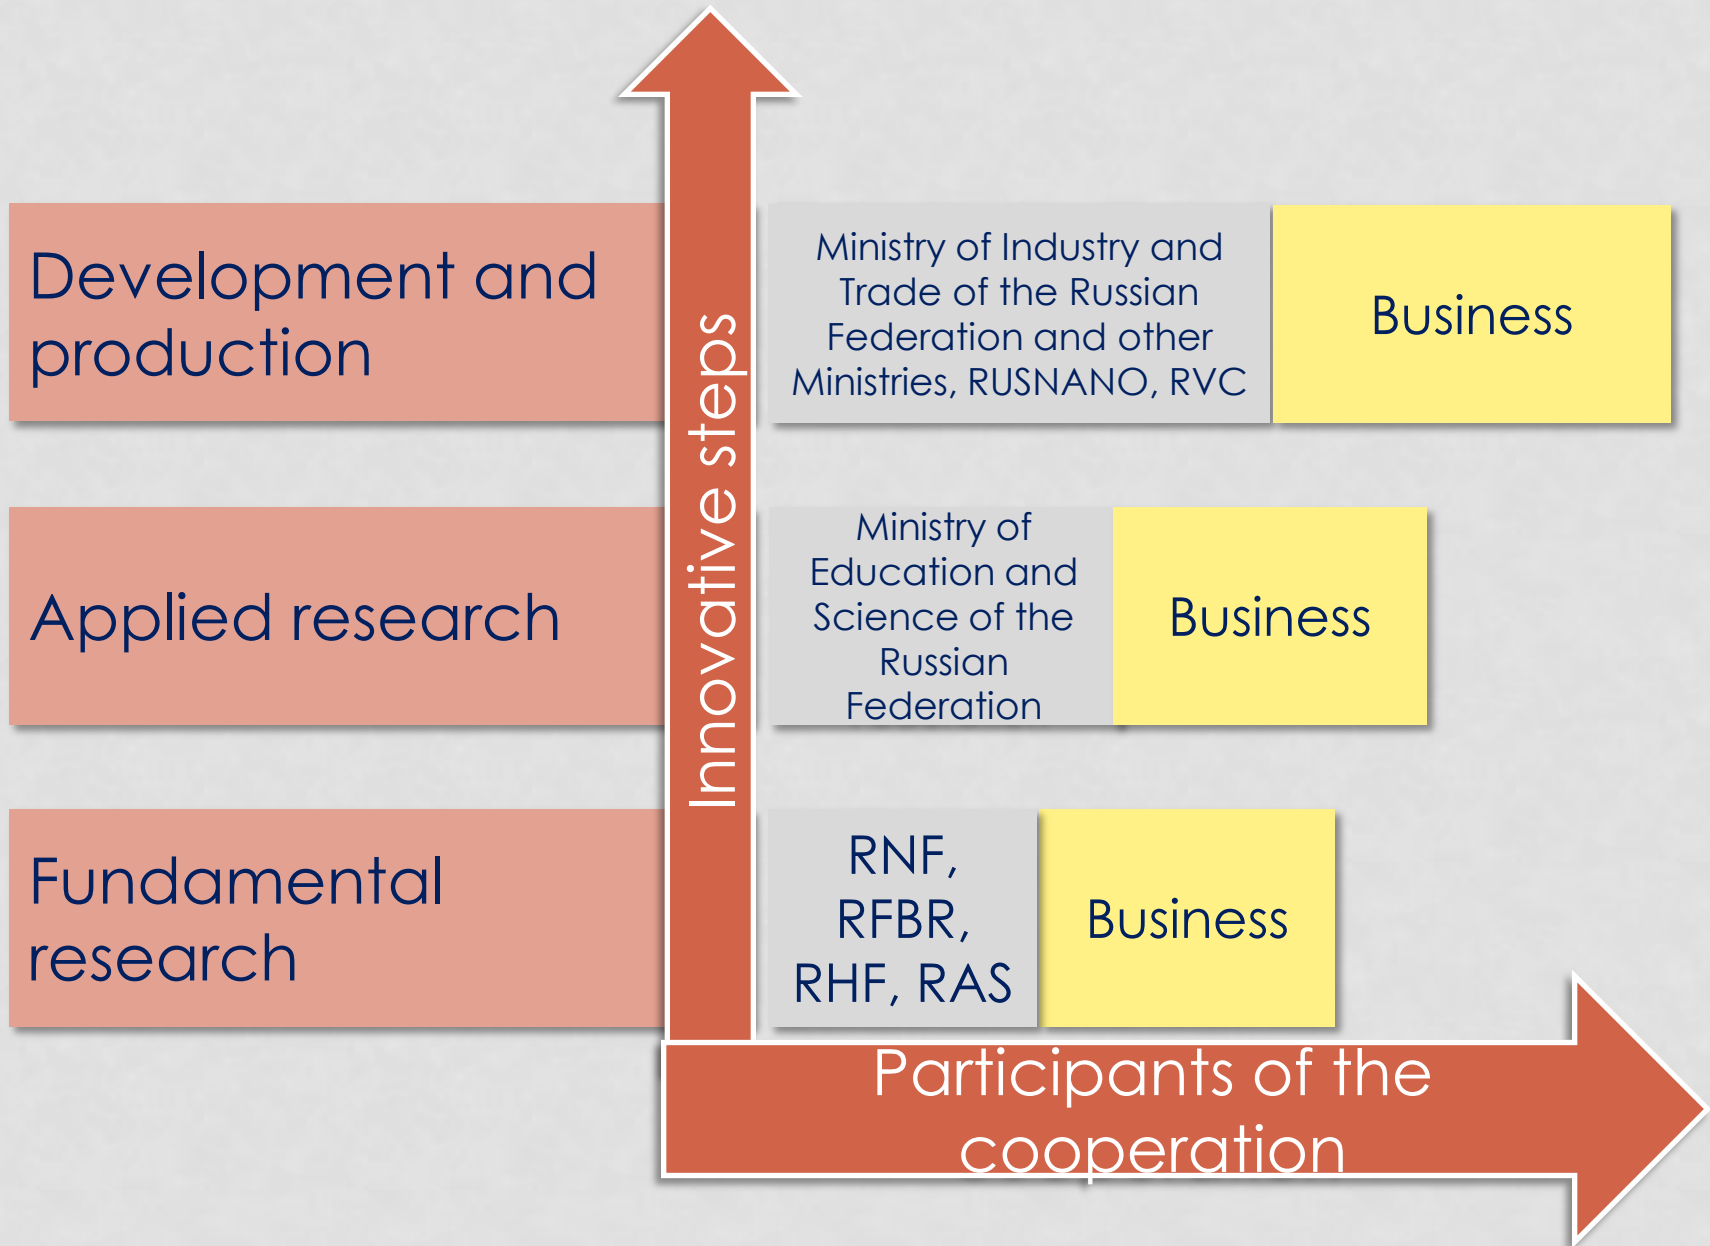 Development and
production
Ministry of Industry and
Trade of the Russian
Federation and other
Ministries, RUSNANO, RVC
Business
Innovative steps
Applied research
Ministry of
Education and
Science of the
Russian
Federation
Business
Fundamental
research
RNF,
RFBR,
RHF, RAS
Business
Participants of the
cooperation